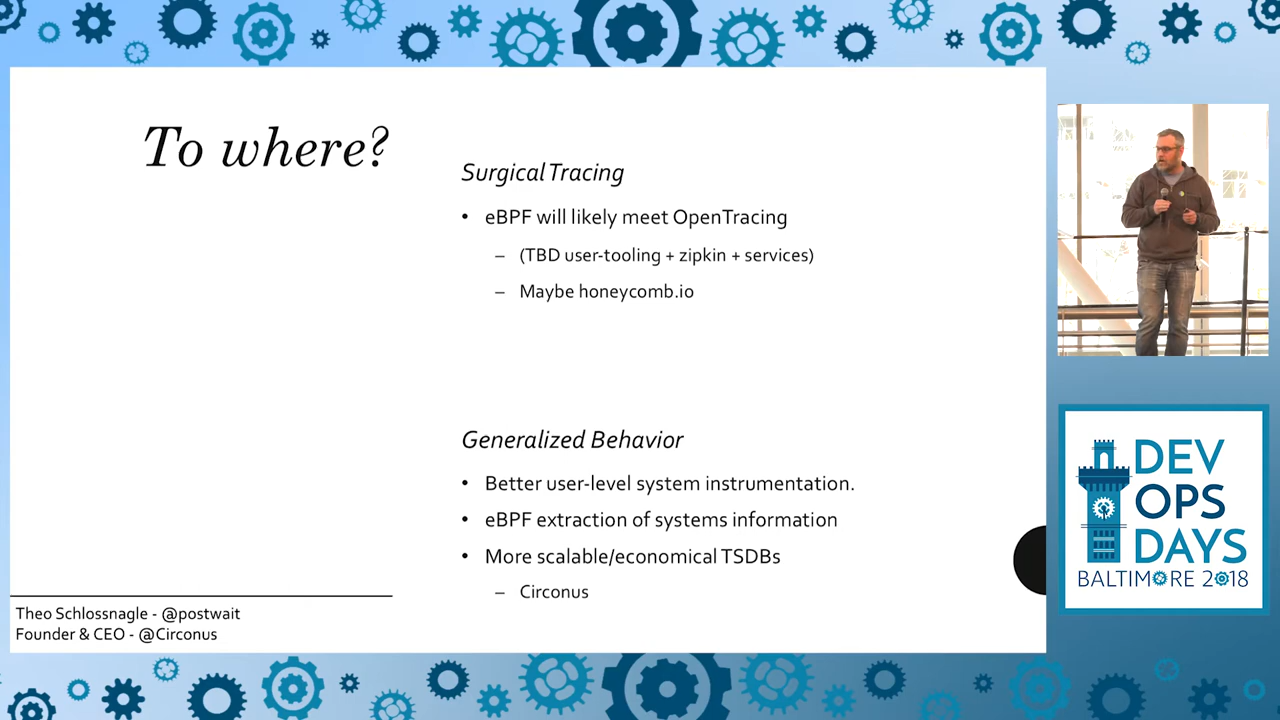 To where?
Surgical Tracing
• eBPF will likely meet OpenTracing
– (TBD user-tooling + zipkin + services)
– Maybe honeycomb.io
Generalized Behavior
• Better user-level system instrumentation.
• eBPF extraction of systems information
• More scalable/economical TSDBs
– Circonus
Theo Schlossnagle - @postwait
Founder & CEO - @Circonus
DEV
OPS
DAYS
BALTIMORE 2018